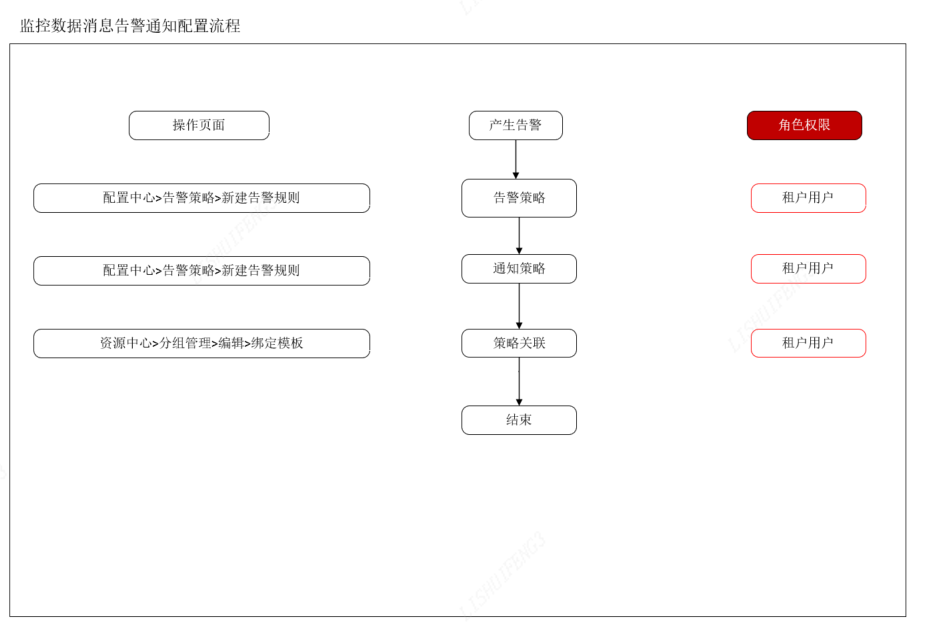 监控数据消息告警通知配置流程
操作页面
产生告警
角色权限
配置中心>告警策略>新建告警规则
告警策略
租户用户
配置中心>告警策略>新建告警规则
通知策略
租户用户
资源中心>分组管理>编辑>绑定模板
策略关联
租户用户
结束
LISHUIFENG3